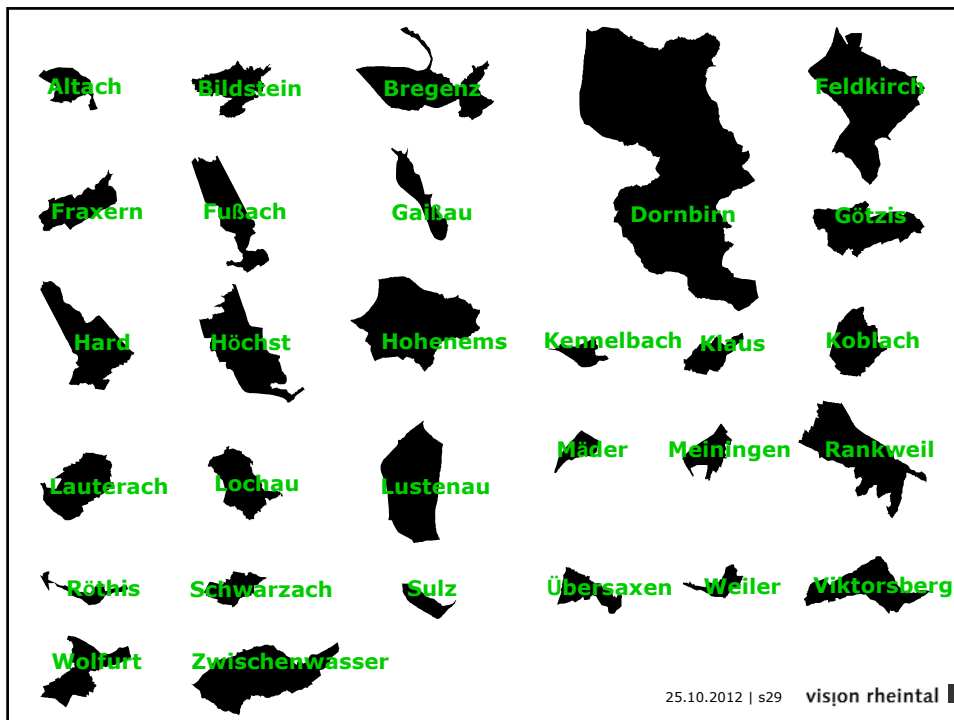 Altach
Bildstein
Bregenz
Feldkirch
Fraxern
Fußach
Gaißau
Dornbirn
Götzis
Hard
Höchst
Hohenems
Kennelbach
Klaus
Koblach
Mäder
Meiningen
Rankweil
Lauterach
Lochau
Lustenau
Röthis
Schwarzach
Sulz
Übersaxen
Weiler
Viktorsberg
Wolfurt
Zwischenwasser
25.10.2012 | s29
vision rheintal